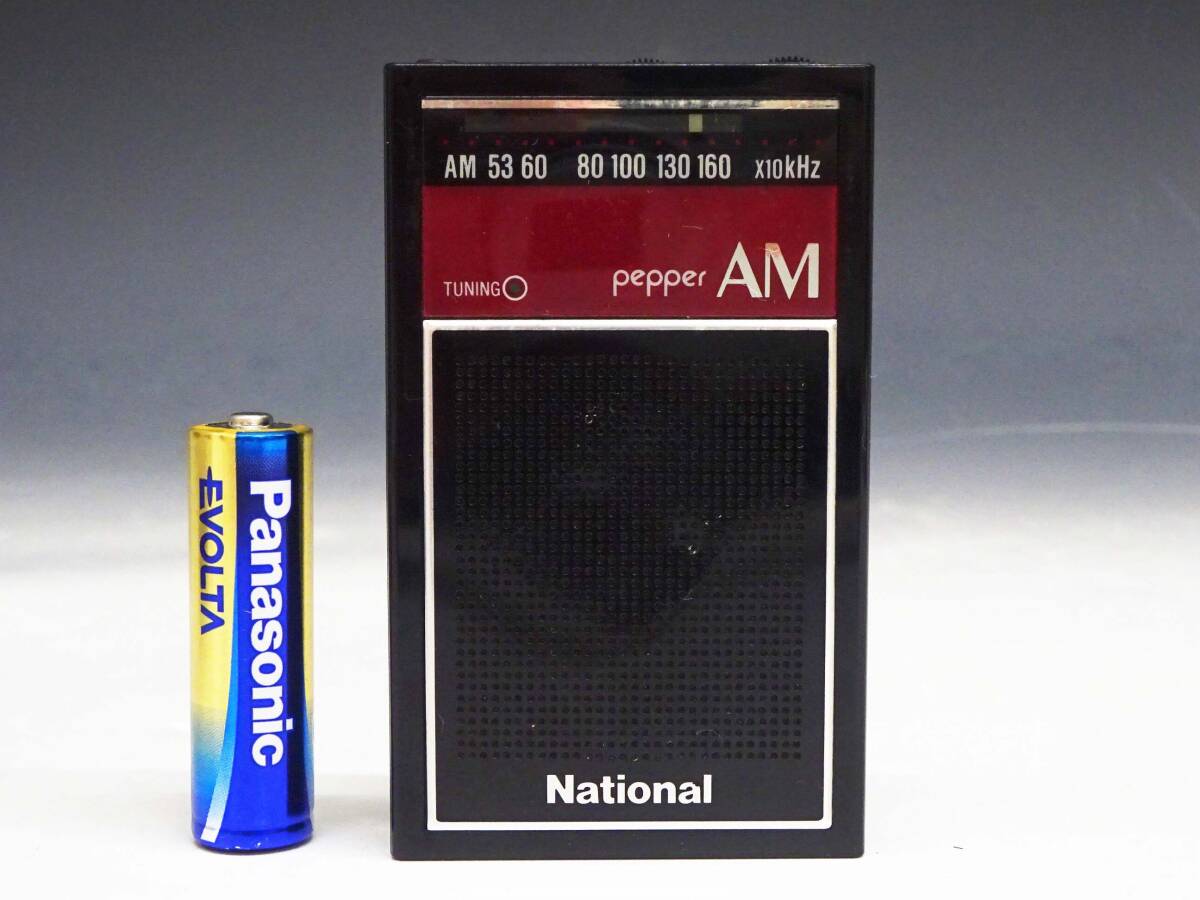 AM 53 60 80 100 130 160 X10kHz
TUNING
pepper AM
National
Panasonic
EVOLTA